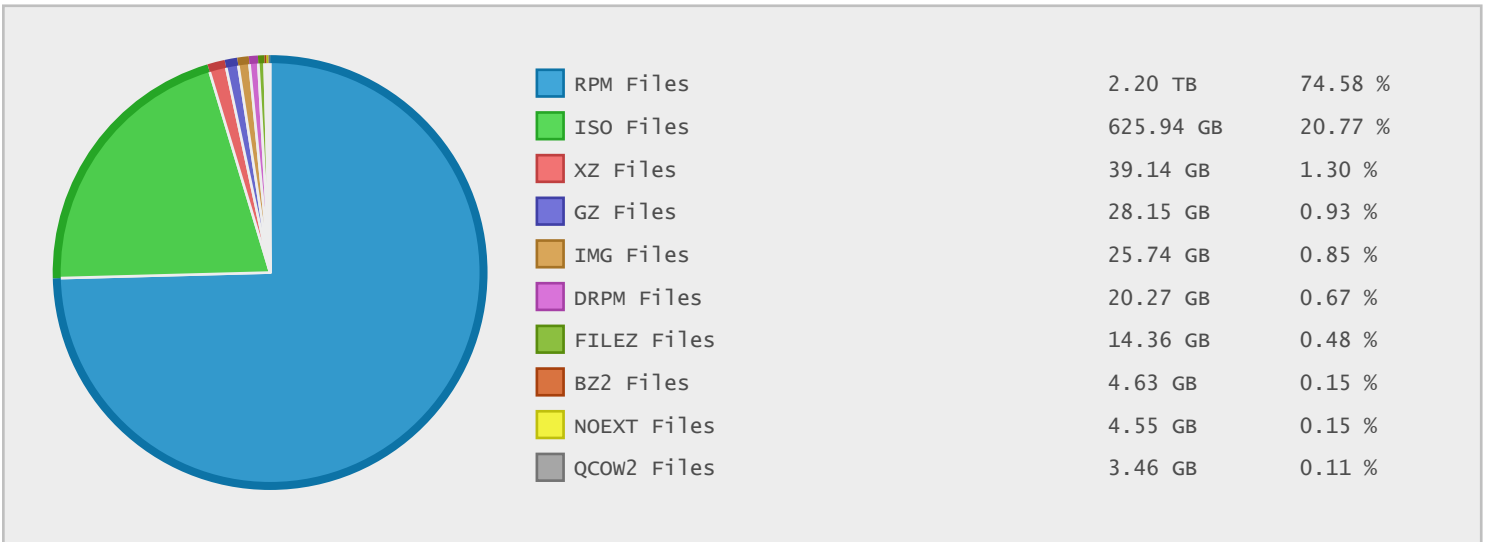 RPM Files 2.20 TB 74.58 %
ISO Files 625.94 GB 20.77 %
XZ Files 39.14 GB 1.30 %
GZ Files 28.15 GB 0.93 %
IMG Files 25.74 GB 0.85 %
DRPM Files 20.27 GB 0.67 %
FILEZ Files 14.36 GB 0.48 %
BZ2 Files 4.63 GB 0.15 %
NOEXT Files 4.55 GB 0.15 %
QCOW2 Files 3.46 GB 0.11 %